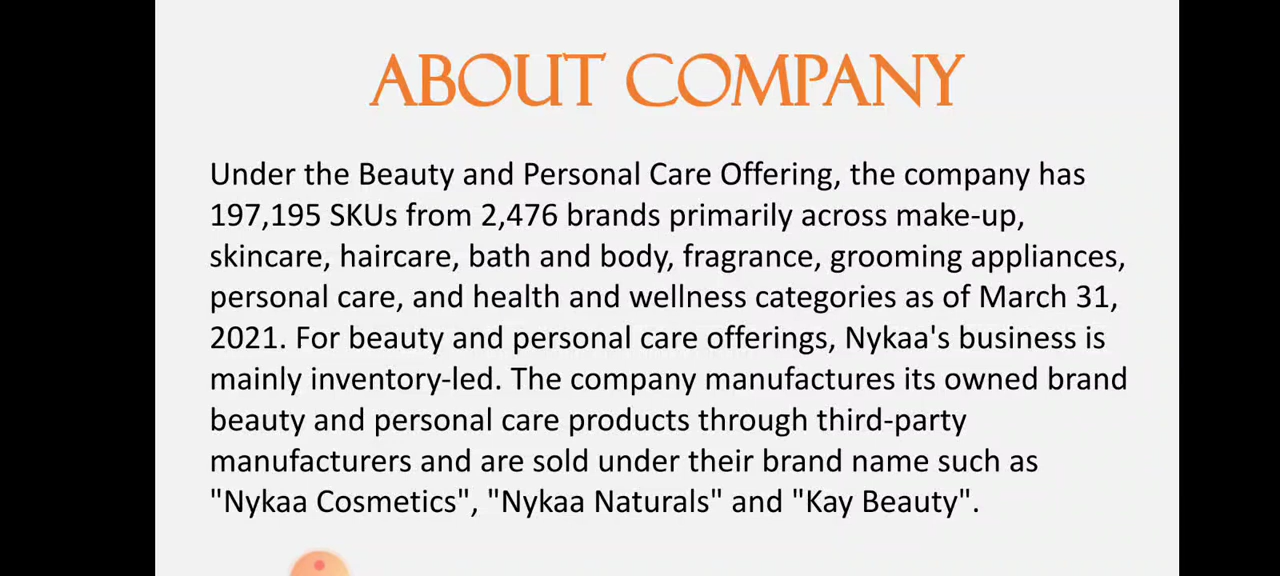 ABOUT COMPANY
Under the Beauty and Personal Care Offering, the company has
197,195 SKUs from 2,476 brands primarily across make-up,
skincare, haircare, bath and body, fragrance, grooming appliances,
personal care, and health and wellness categories as of March 31,
2021. For beauty and personal care offerings, Nykaa's business is
mainly inventory-led. The company manufactures its owned brand
beauty and personal care products through third-party
manufacturers and are sold under their brand name such as
"Nykaa Cosmetics", "Nykaa Naturals" and "Kay Beauty".